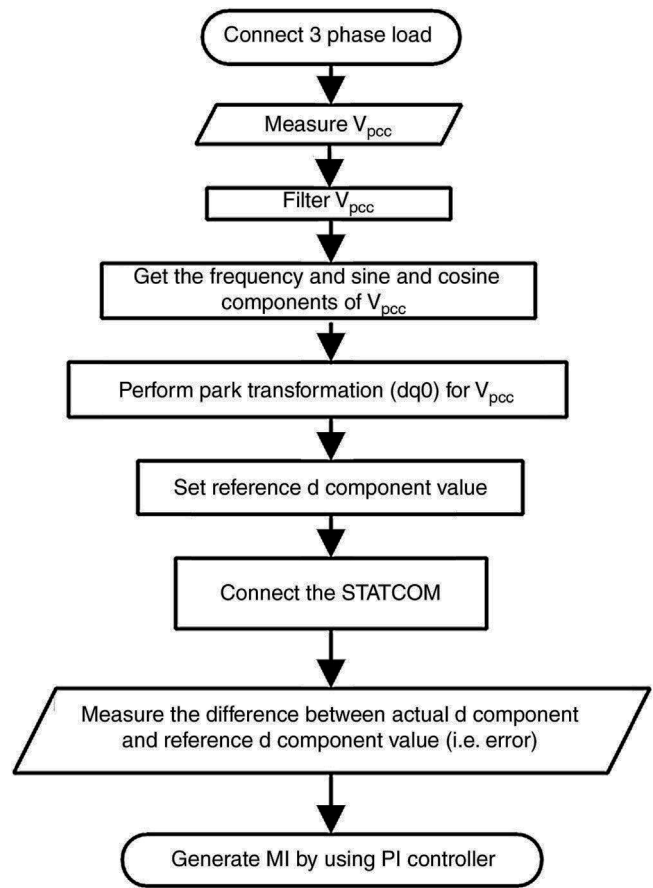 Connect 3 phase load
Measure Vpcc
Filter Vpcc
Get the frequency and sine and cosine
components of Vpcc
Perform park transformation (dq0) for Vpcc
Set reference d component value
Connect the STATCOM
Measure the difference between actual d component
and reference d component value (i.e. error)
Generate MI by using PI controller